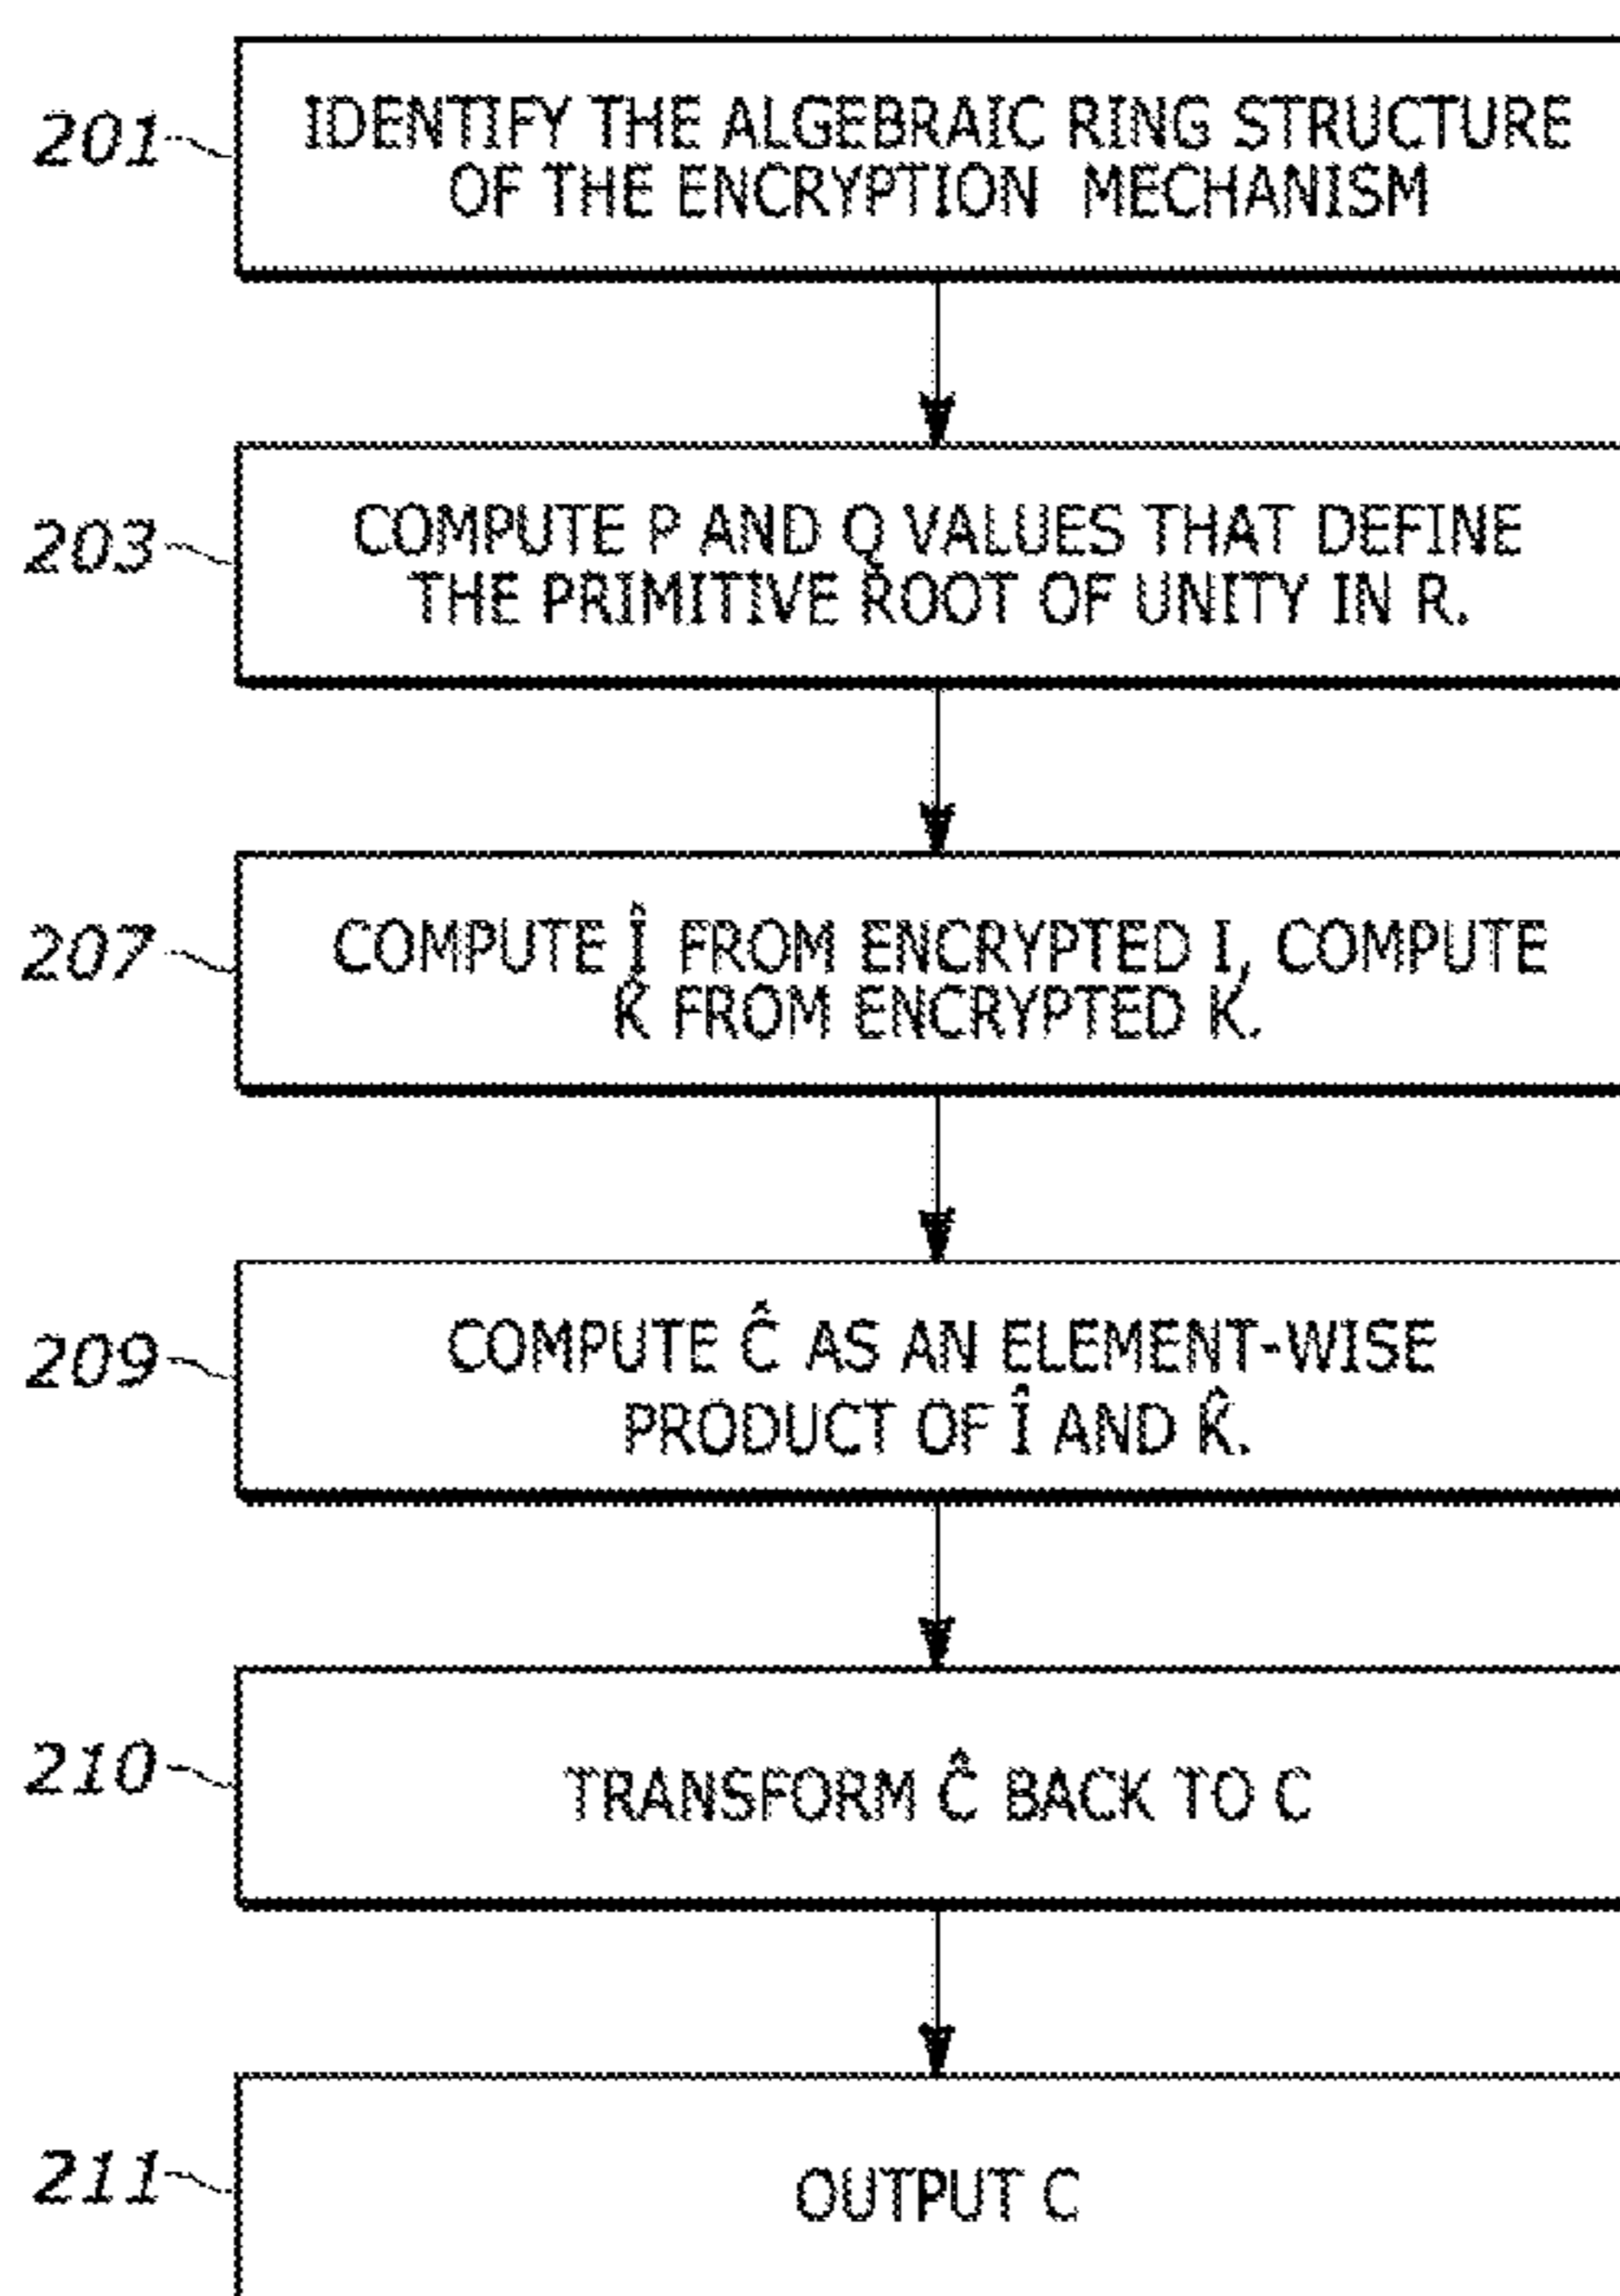 201
IDENTIFY THE ALGEBRAIC RING STRUCTURE
OF THE ENCRYPTION MECHANISM
203
COMPUTE P AND Q VALUES THAT DEFINE
THE PRIMITIVE ROOT OF UNITY IN R.
207
COMPUTE Î FROM ENCRYPTED I, COMPUTE
K̂ FROM ENCRYPTED K.
209
COMPUTE Ĉ AS AN ELEMENT-WISE
PRODUCT OF Î AND K̂.
210
TRANSFORM Ĉ BACK TO C
211
OUTPUT C